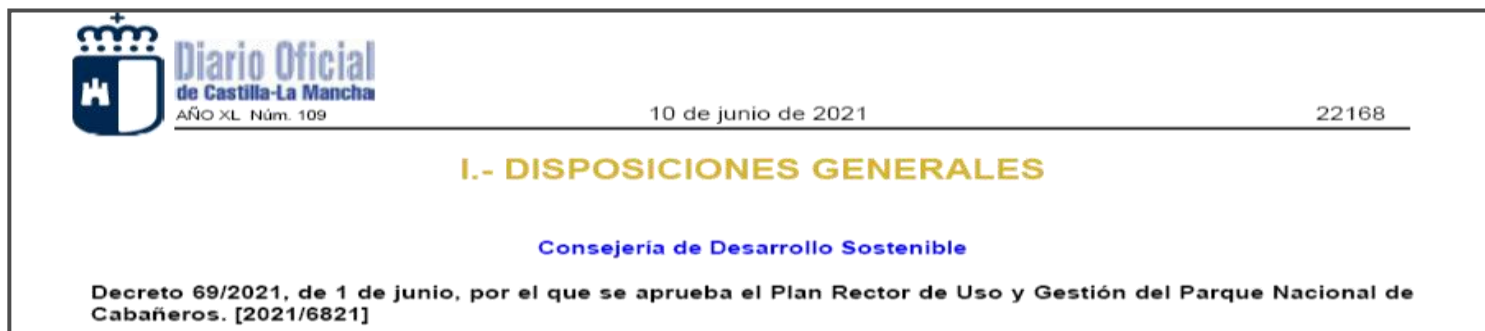 Diario Oficial
de Castilla-La Mancha
AÑO XL Núm. 109
10 de junio de 2021
22168
I.- DISPOSICIONES GENERALES
Consejería de Desarrollo Sostenible
Decreto 69/2021, de 1 de junio, por el que se aprueba el Plan Rector de Uso y Gestión del Parque Nacional de
Cabañeros. [2021/6821]